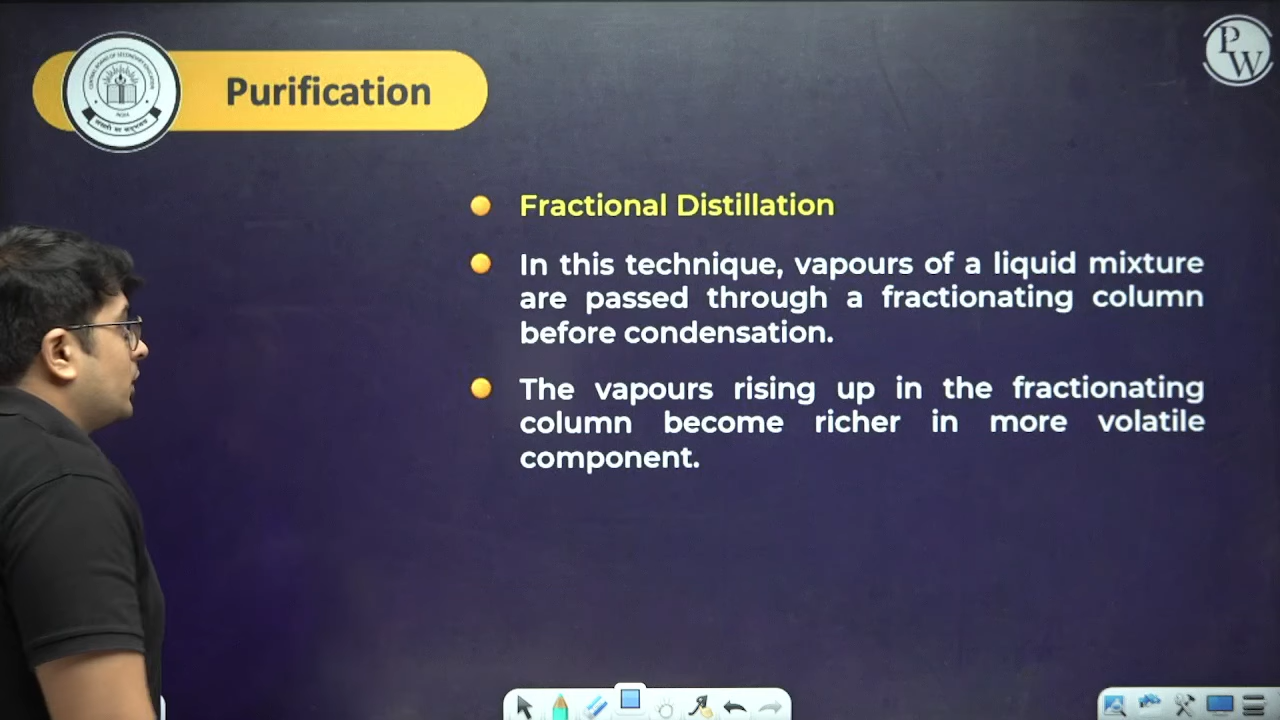 Purification
PW
Fractional Distillation
In this technique, vapours of a liquid mixture
are passed through a fractionating column
before condensation.
The vapours rising up in the fractionating
column become richer in more volatile
component.